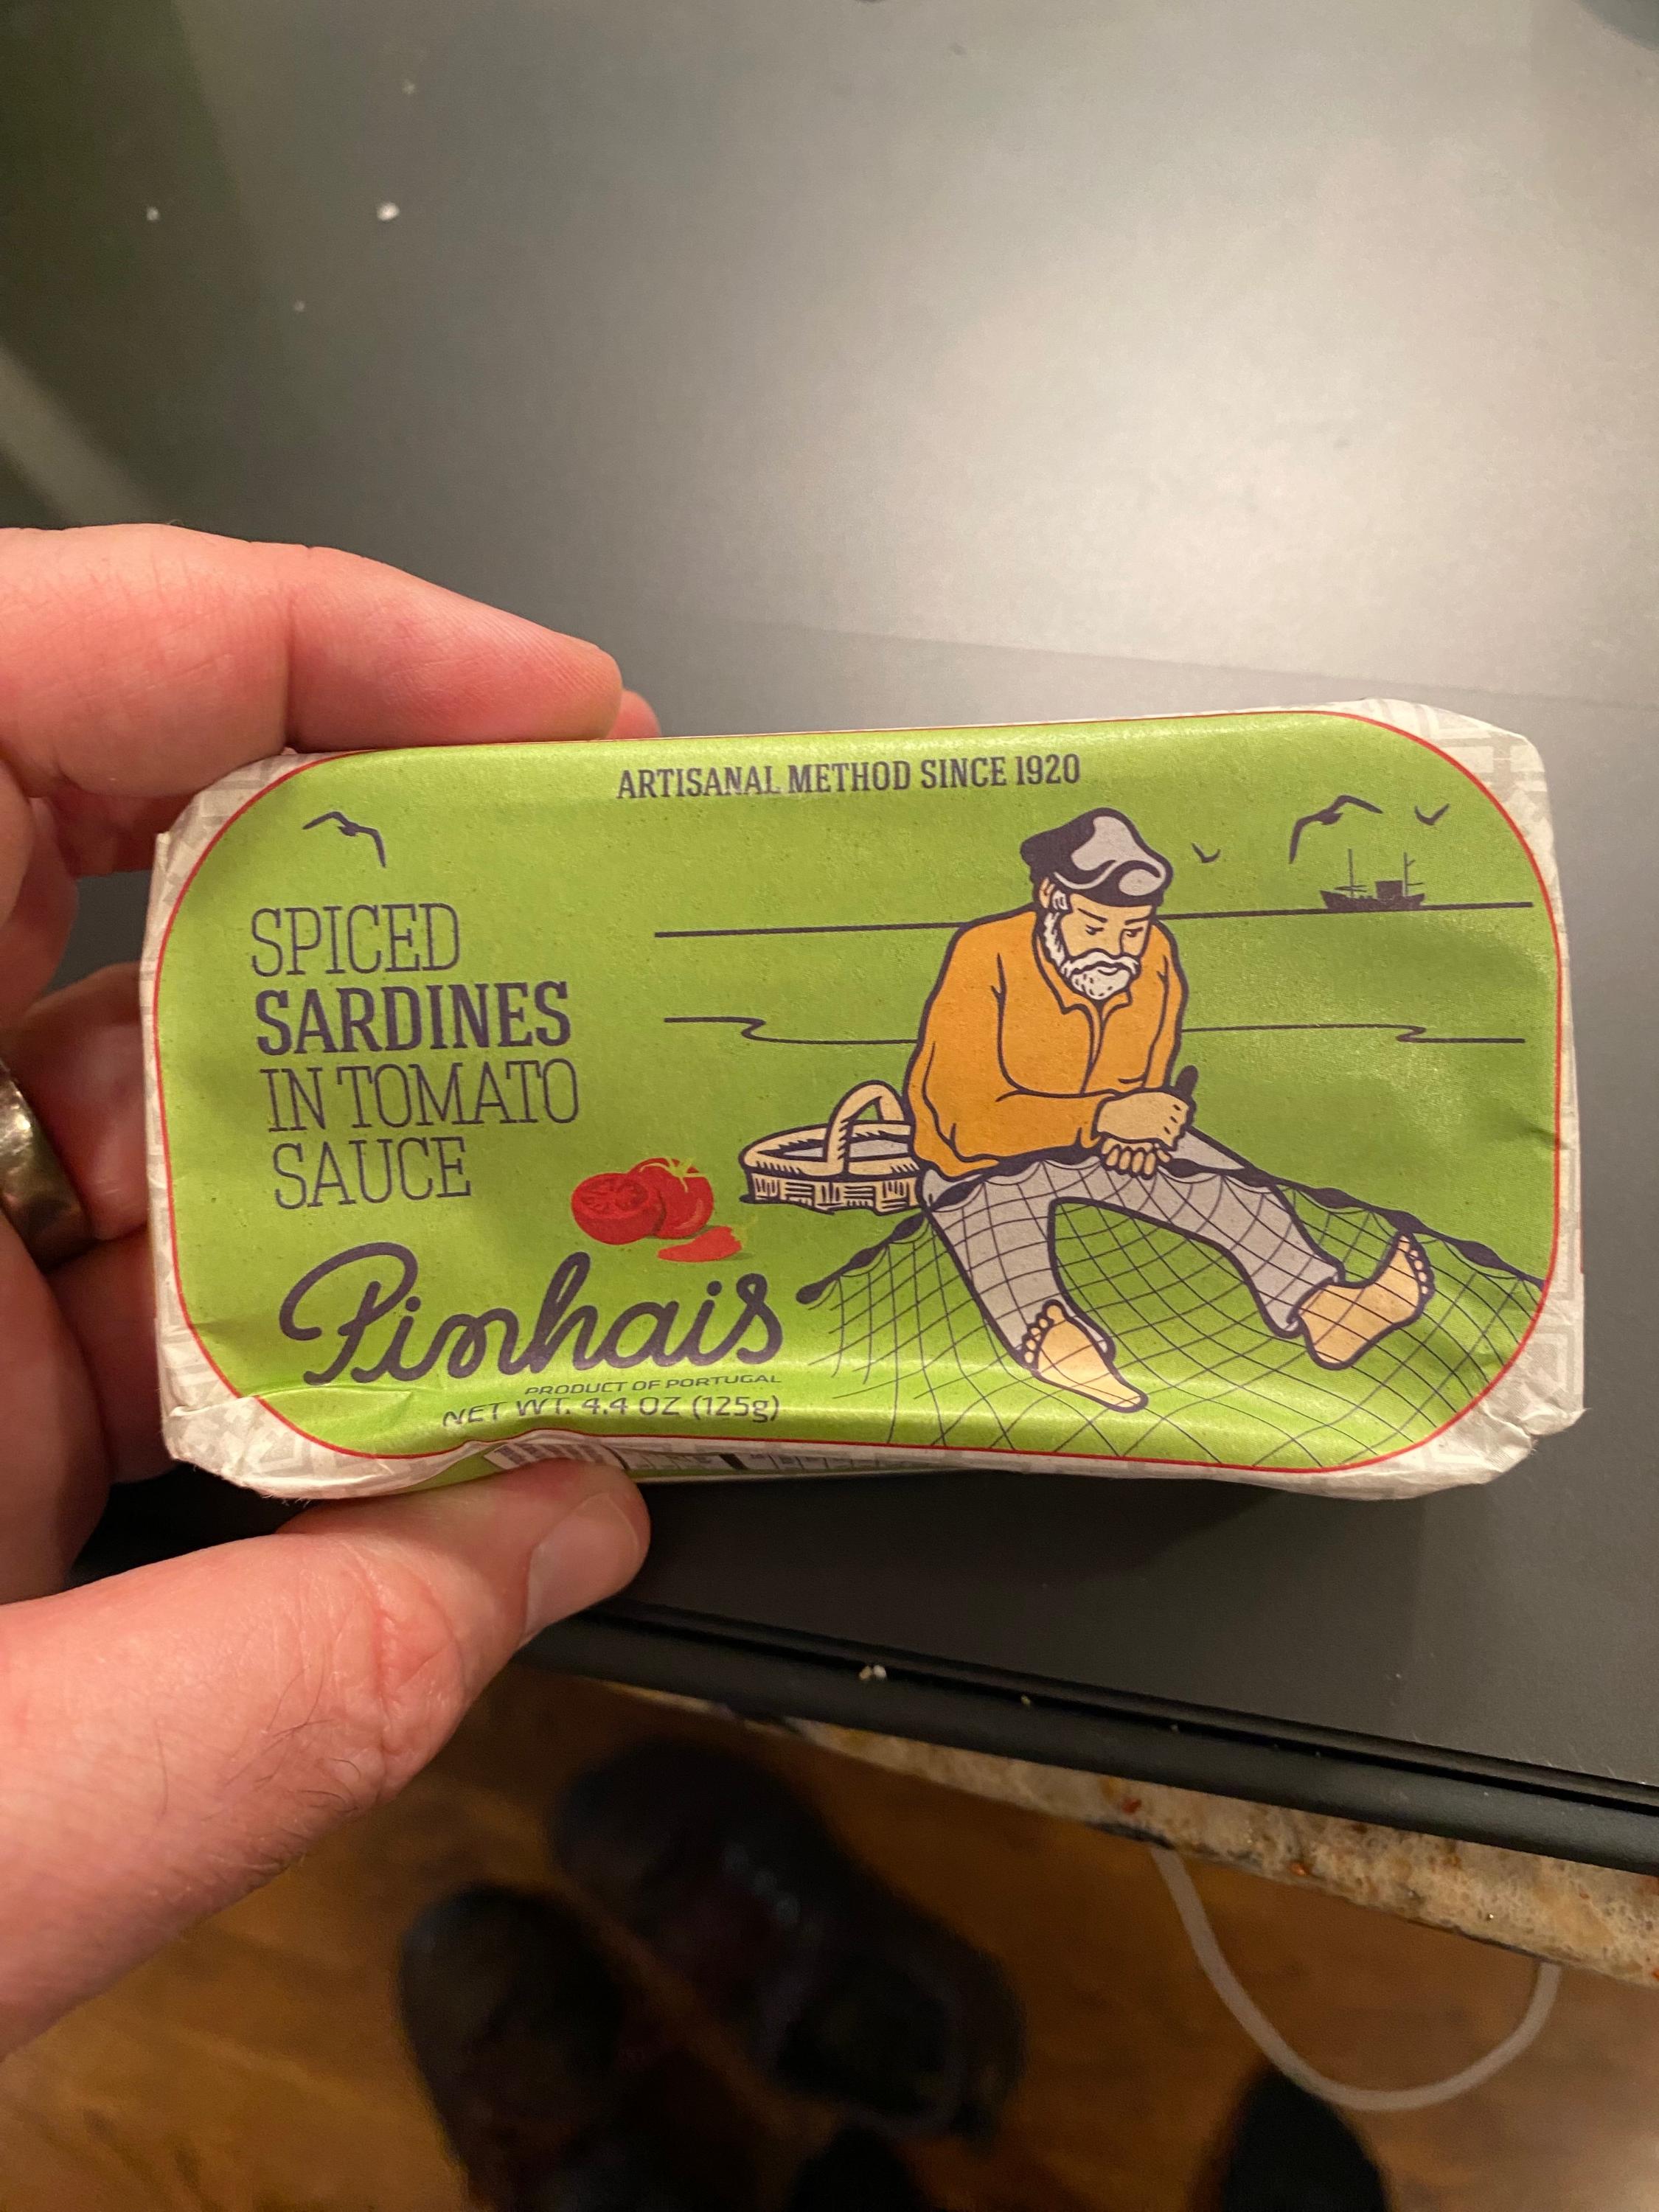 ARTISANAL METHOD SINCE 1920
SPICED
SARDINES
IN TOMATO
SAUCE
Pinhais
PRODUCT OF PORTUGAL
NET WT. 4.4 OZ (125g)